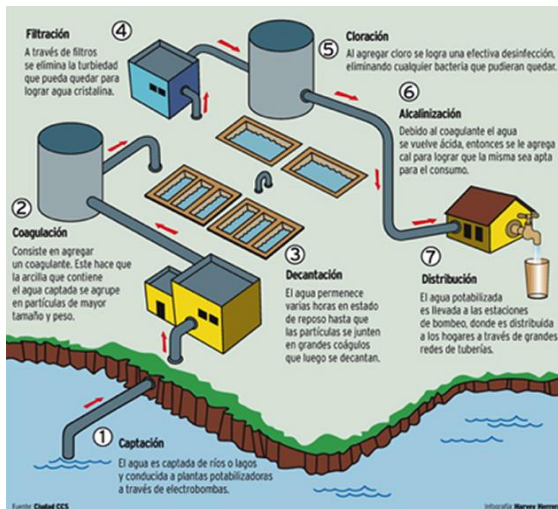 Filtración
④
A través de filtros
se elimina la turbiedad
que pueda quedar para
lograr agua cristalina.
⑤
Cloración
Al agregar cloro se logra una efectiva desinfección,
eliminando cualquier bacteria que pudieran quedar.
⑥
Alcalinización
Debido al coagulante el agua
se vuelve ácida, entonces se le agrega
cal para lograr que la misma sea apta
para el consumo.
②
Coagulación
Consiste en agregar
un coagulante. Este hace que
la arcilla que contiene
el agua captada se agrupe
en partículas de mayor
tamaño y peso.
③
Decantación
El agua permenece
varias horas en estado
de reposo hasta que
las partículas se junten
en grandes coágulos
que luego se decantan.
⑦
Distribución
El agua potabilizada
es llevada a las estaciones
de bombeo, donde es distribuida
a los hogares a través de grandes
redes de tuberías.
①
Captación
El agua es captada de ríos o lagos
y conducida a plantas potabilizadoras
a través de electrobombas.
Fuente: Ciudad CCS
Infografía: Harvey